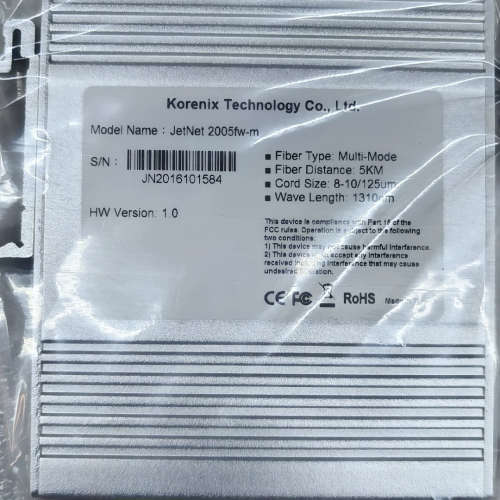 Korenix Technology Co., Ltd.
Model Name : JetNet 2005fw-m
S/N :
JN2016101584
HW Version: 1.0
■ Fiber Type: Multi-Mode
■ Fiber Distance: 5KM
■ Cord Size: 8-10/125um
■ Wave Length: 1310nm
This device is compliance with Part 15 of the
FCC rules. Operation is subject to the following
two conditions:
1) This device may not cause harmful interference.
2) This device must accept any interference
received including interference that may cause
undesired operation.
CE FC RoHS Made in